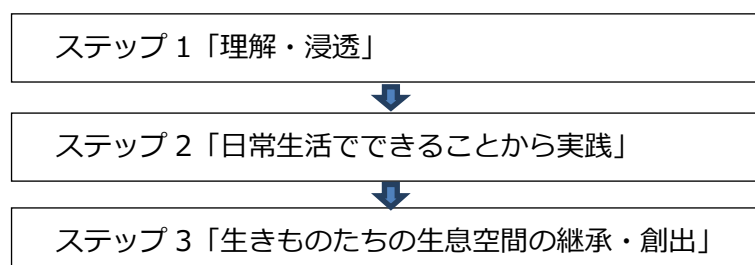 ステップ1「理解・浸透」
ステップ2「日常生活でできることから実践」
ステップ3「生きものたちの生息空間の継承・創出」